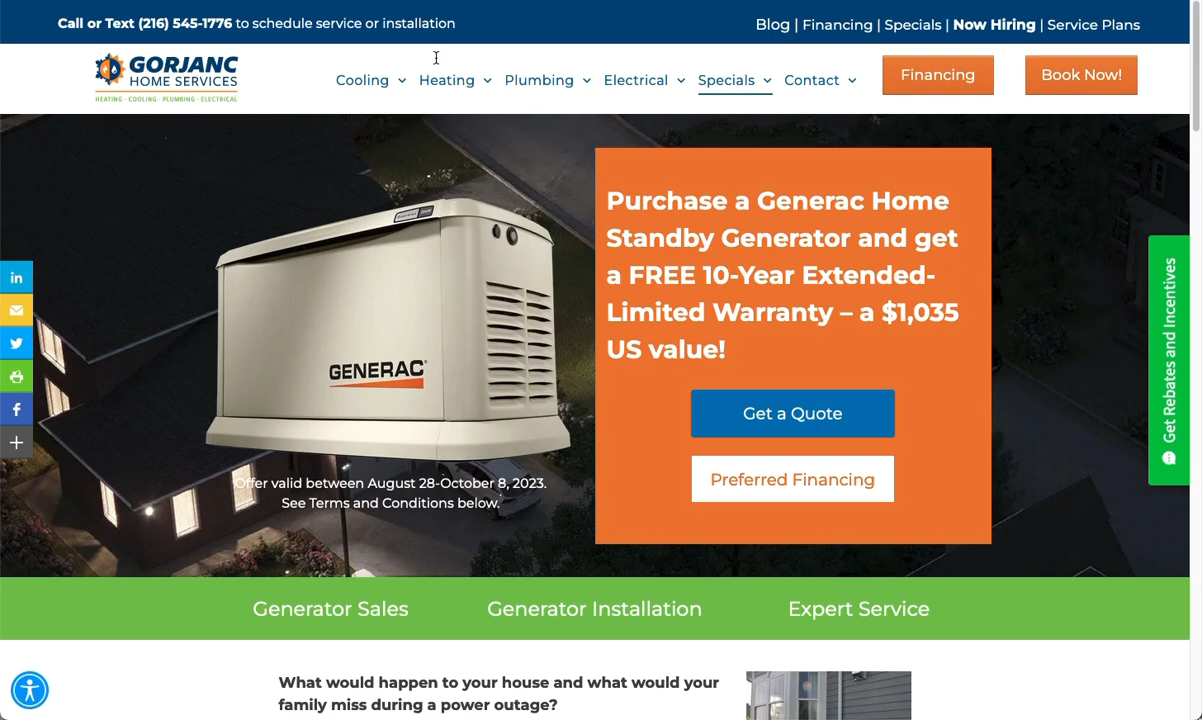 Call or Text (216) 545-1776 to schedule service or installation
Blog | Financing | Specials | Now Hiring | Service Plans
GORJANC
HOME SERVICES
HEATING · COOLING · PLUMBING · ELECTRICAL
Cooling Heating Plumbing Electrical Specials Contact Financing Book Now!
Purchase a Generac Home
Standby Generator and get
a FREE 10-Year Extended-
Limited Warranty – a $1,035
US value!
Get a Quote
Preferred Financing
GENERAC
Offer valid between August 28-October 8, 2023.
See Terms and Conditions below.
Get Rebates and Incentives
Generator Sales Generator Installation Expert Service
What would happen to your house and what would your
family miss during a power outage?